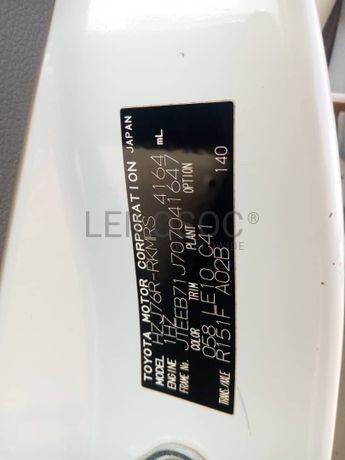 TOYOTA MOTOR CORPORATION JAPAN
MODEL HZJ76R-RKMRS 4164 mL
ENGINE 1HZ
FRAME No. JTEEB71J707041647
COLOR TRIM PLANT OPTION
058 LE10 C41 140
TRANS./AXLE R151F A02B